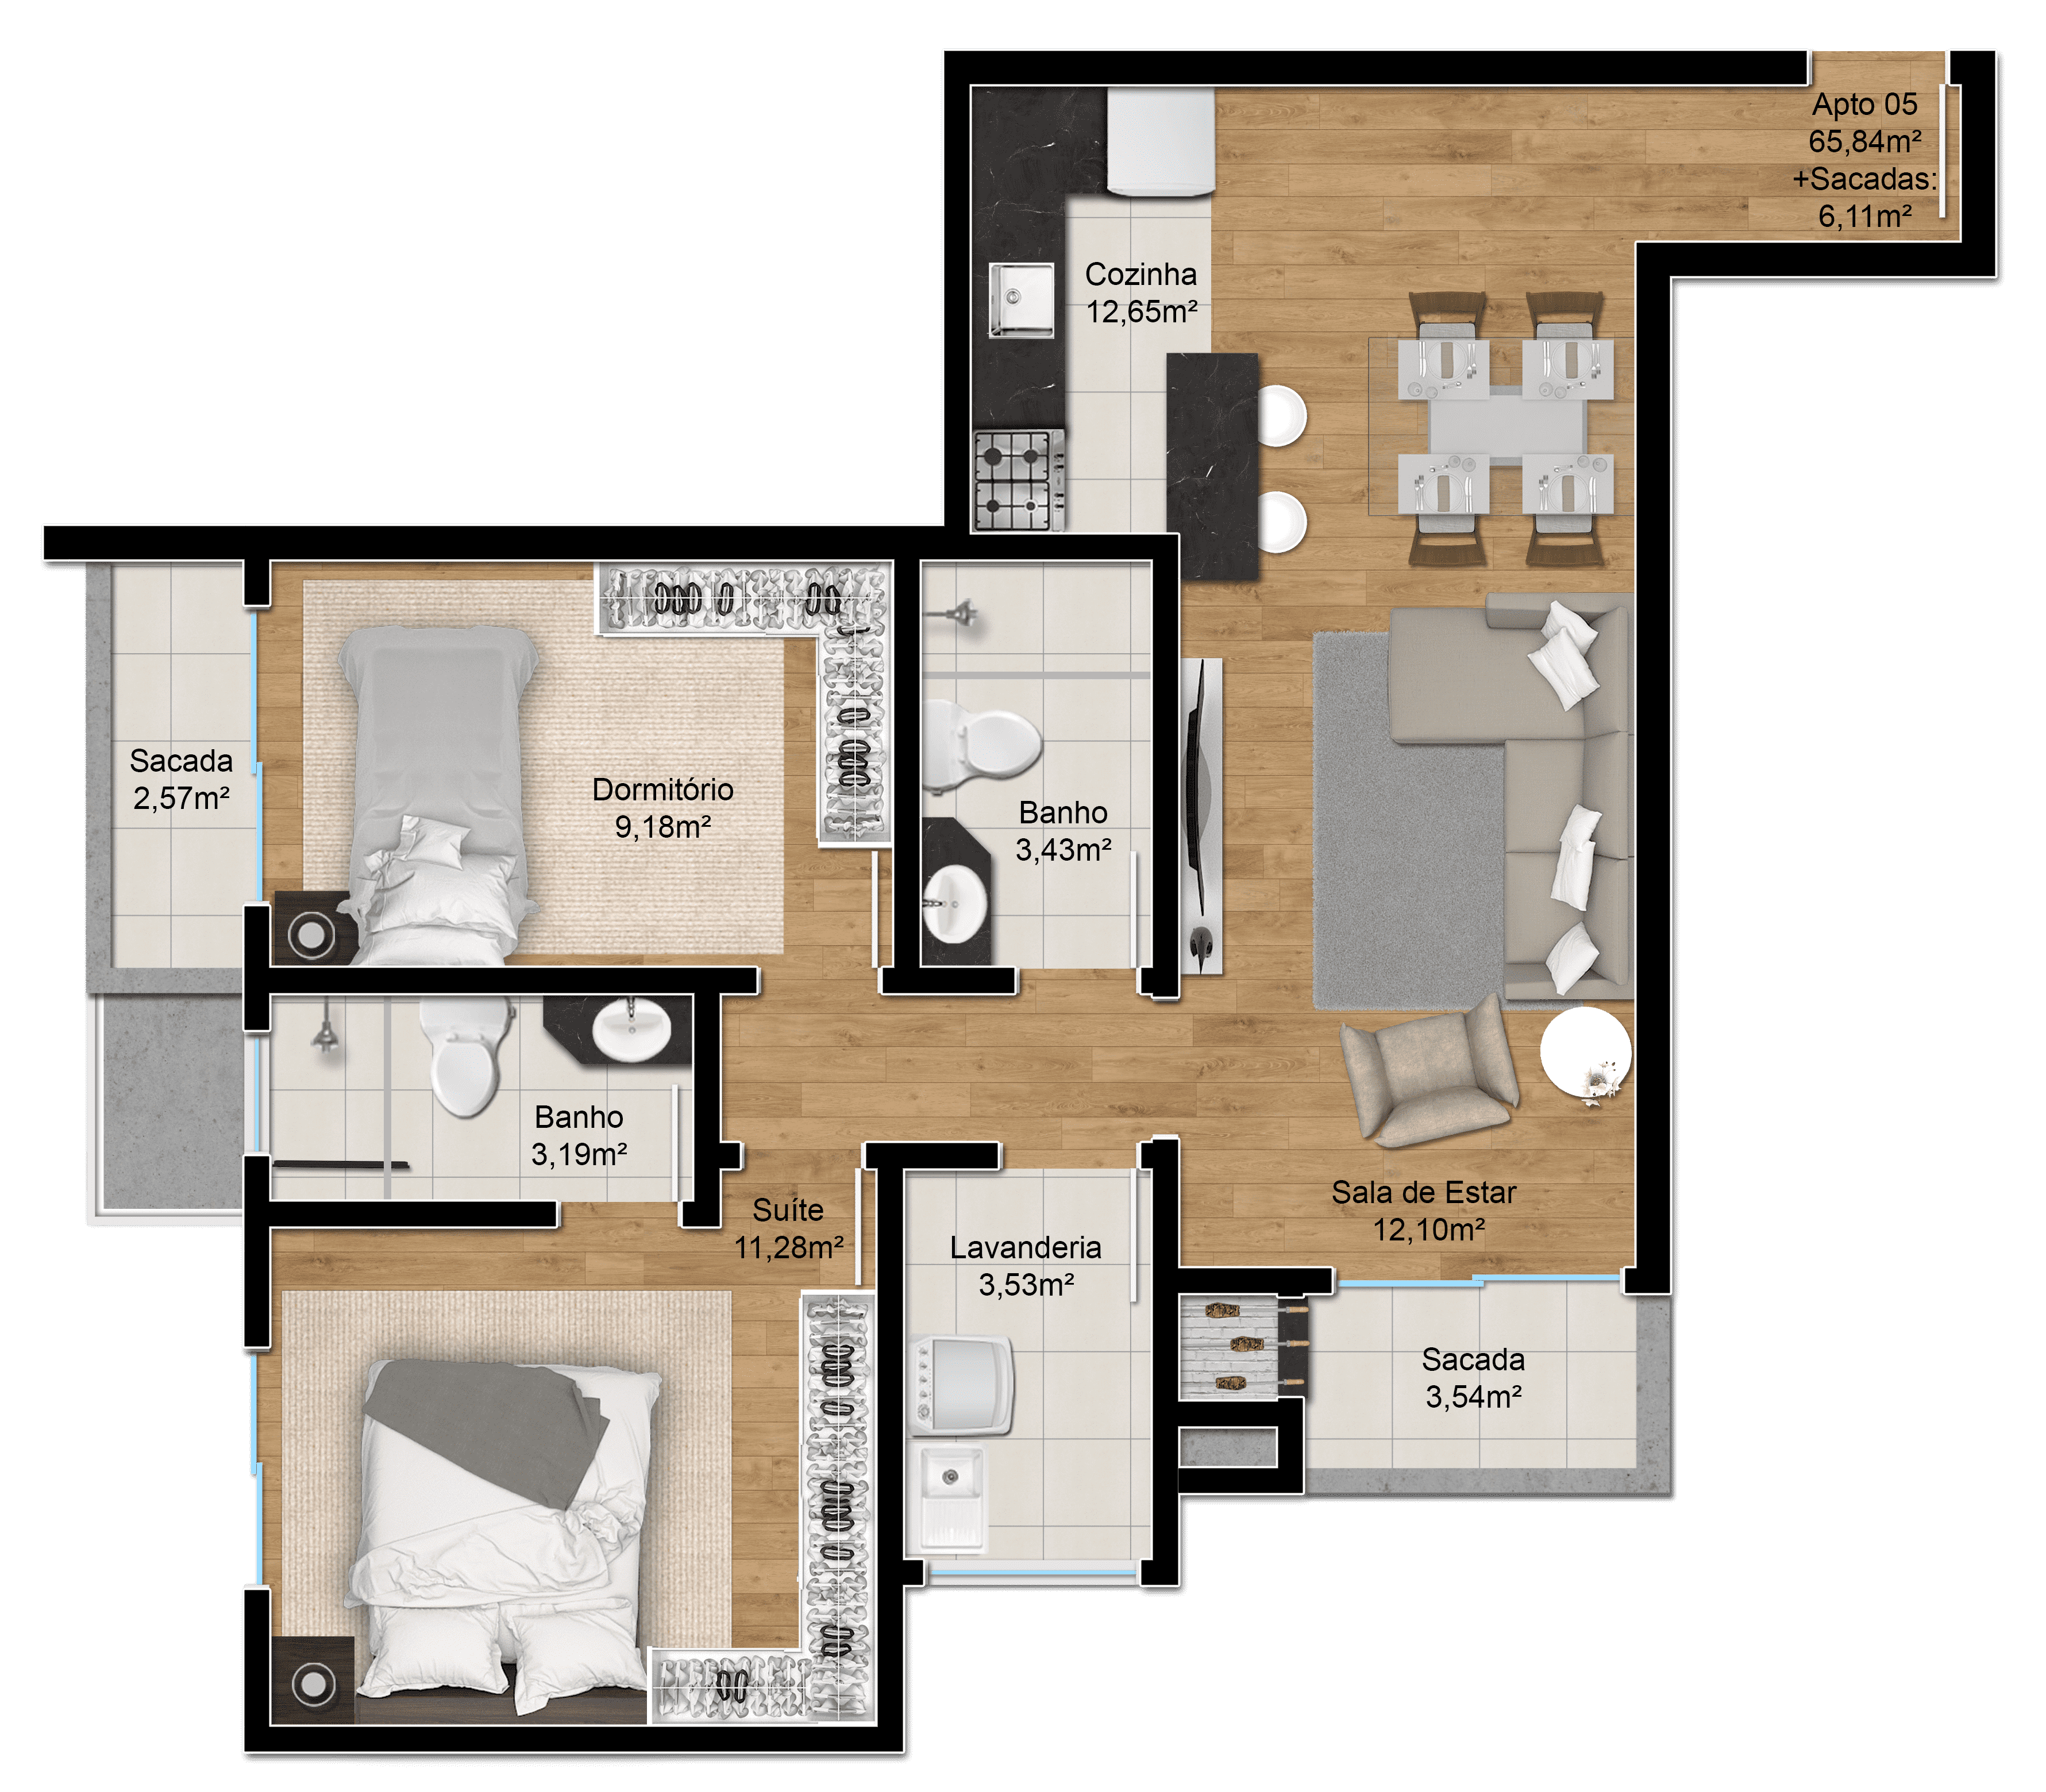 Apto 05
65,84m²
+Sacadas:
6,11m²
Cozinha
12,65m²
Sacada
2,57m²
Dormitório
9,18m²
Banho
3,43m²
Banho
3,19m²
Suíte
11,28m²
Lavanderia
3,53m²
Sala de Estar
12,10m²
Sacada
3,54m²